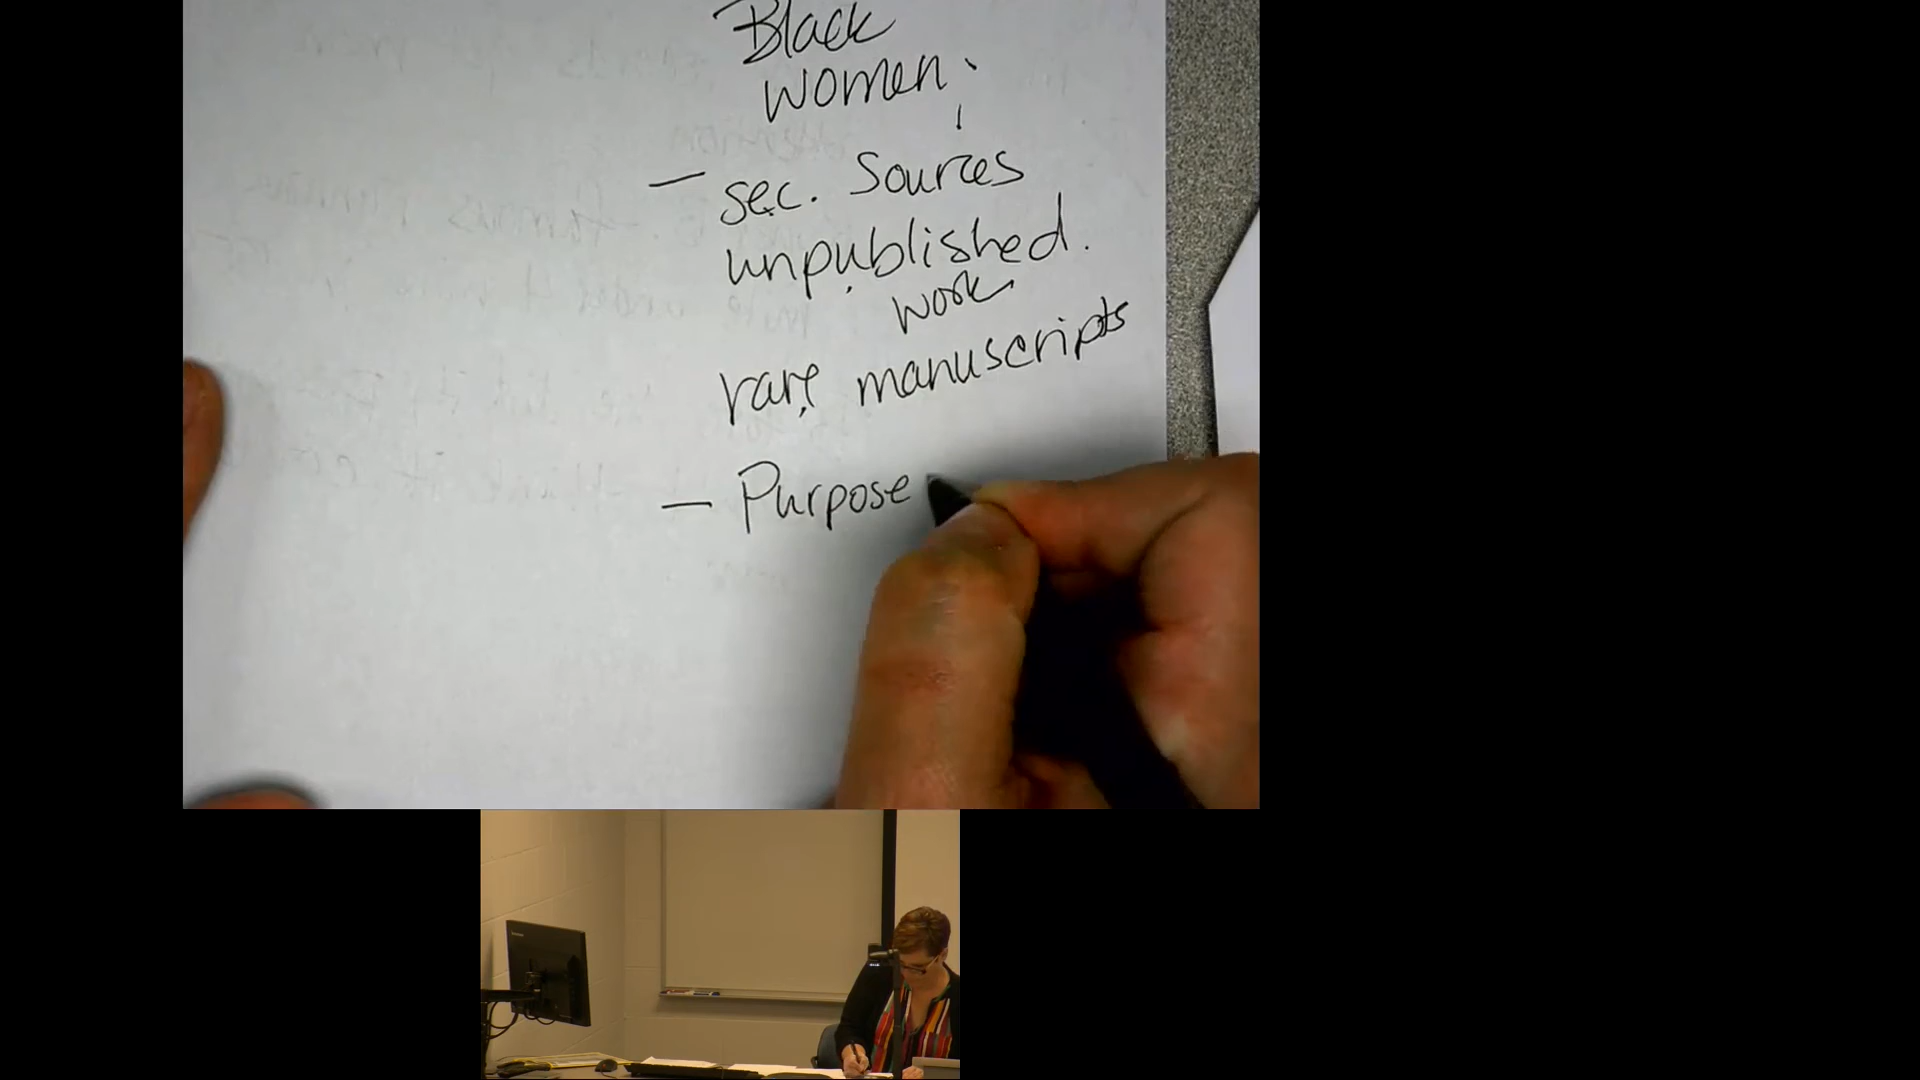 Black
women.
— sec. Sources
unpublished.
work
rare manuscripts
— Purpose